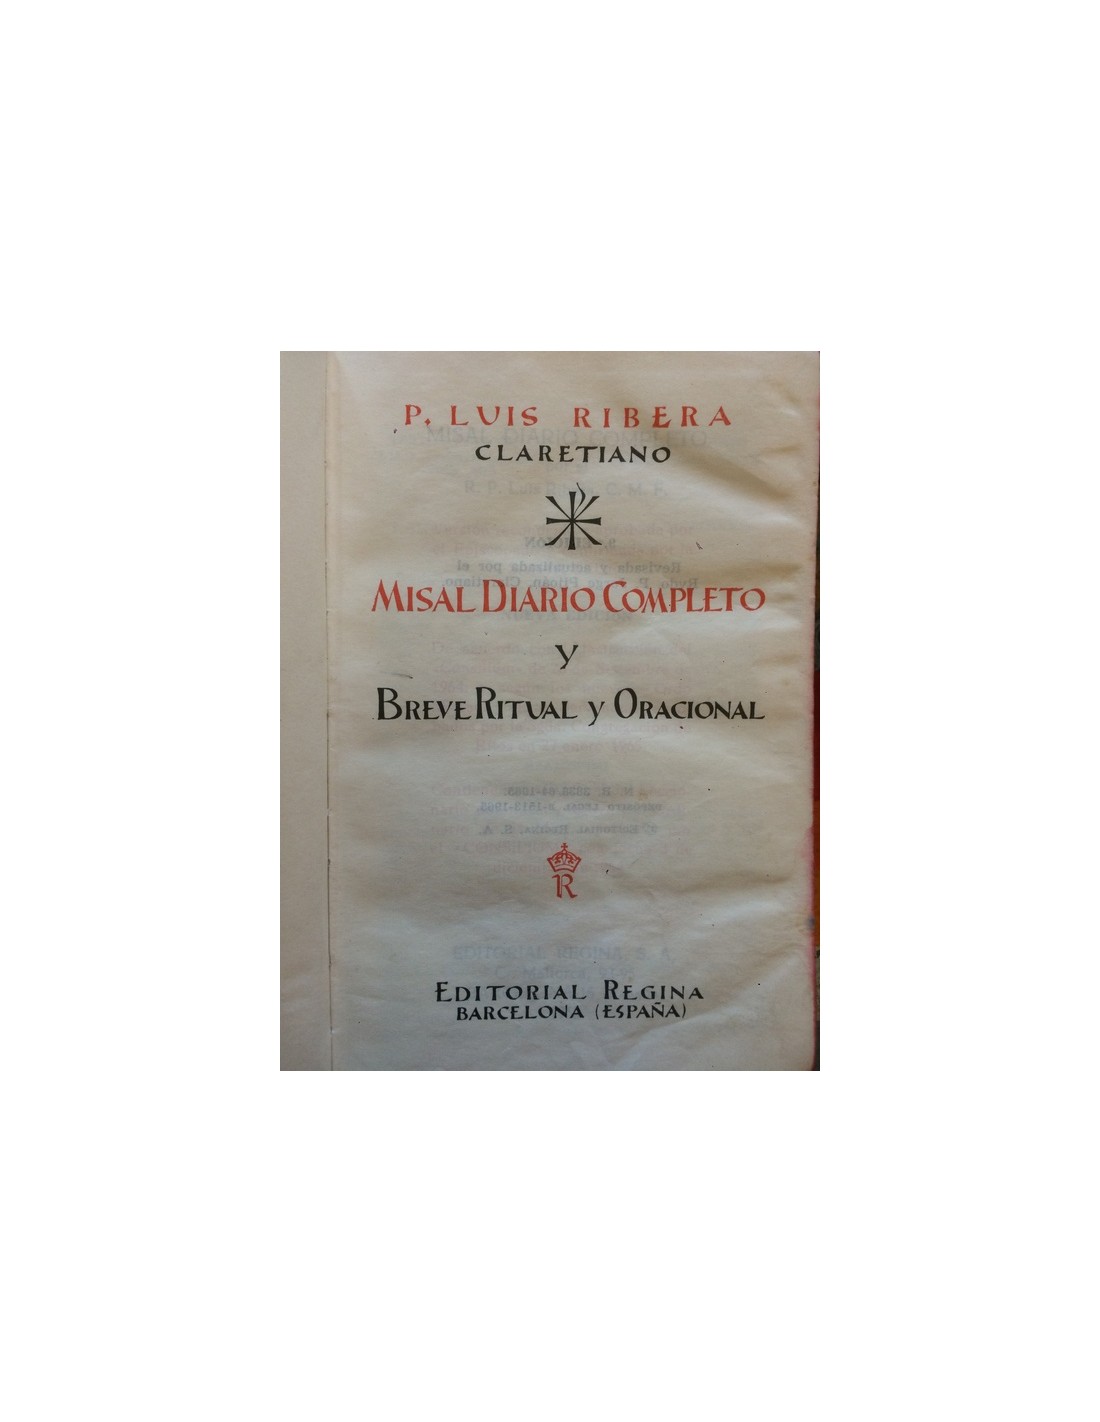 P. LUIS RIBERA
CLARETIANO
MISAL DIARIO COMPLETO
Y
BREVE RITUAL Y ORACIONAL
R
EDITORIAL REGINA
BARCELONA (ESPAÑA)